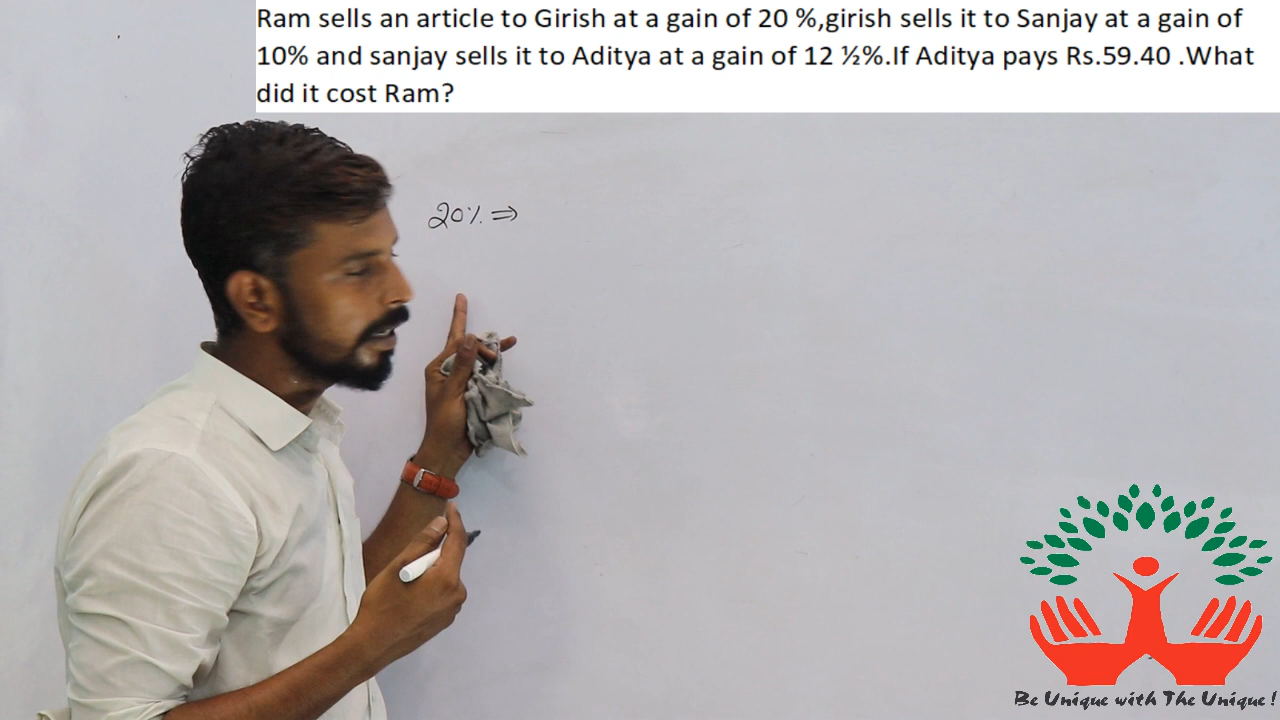 Ram sells an article to Girish at a gain of 20 %,girish sells it to Sanjay at a gain of
10% and sanjay sells it to Aditya at a gain of 12 ½%.If Aditya pays Rs.59.40 .What
did it cost Ram?
20% ⇒
Be Unique with The Unique !